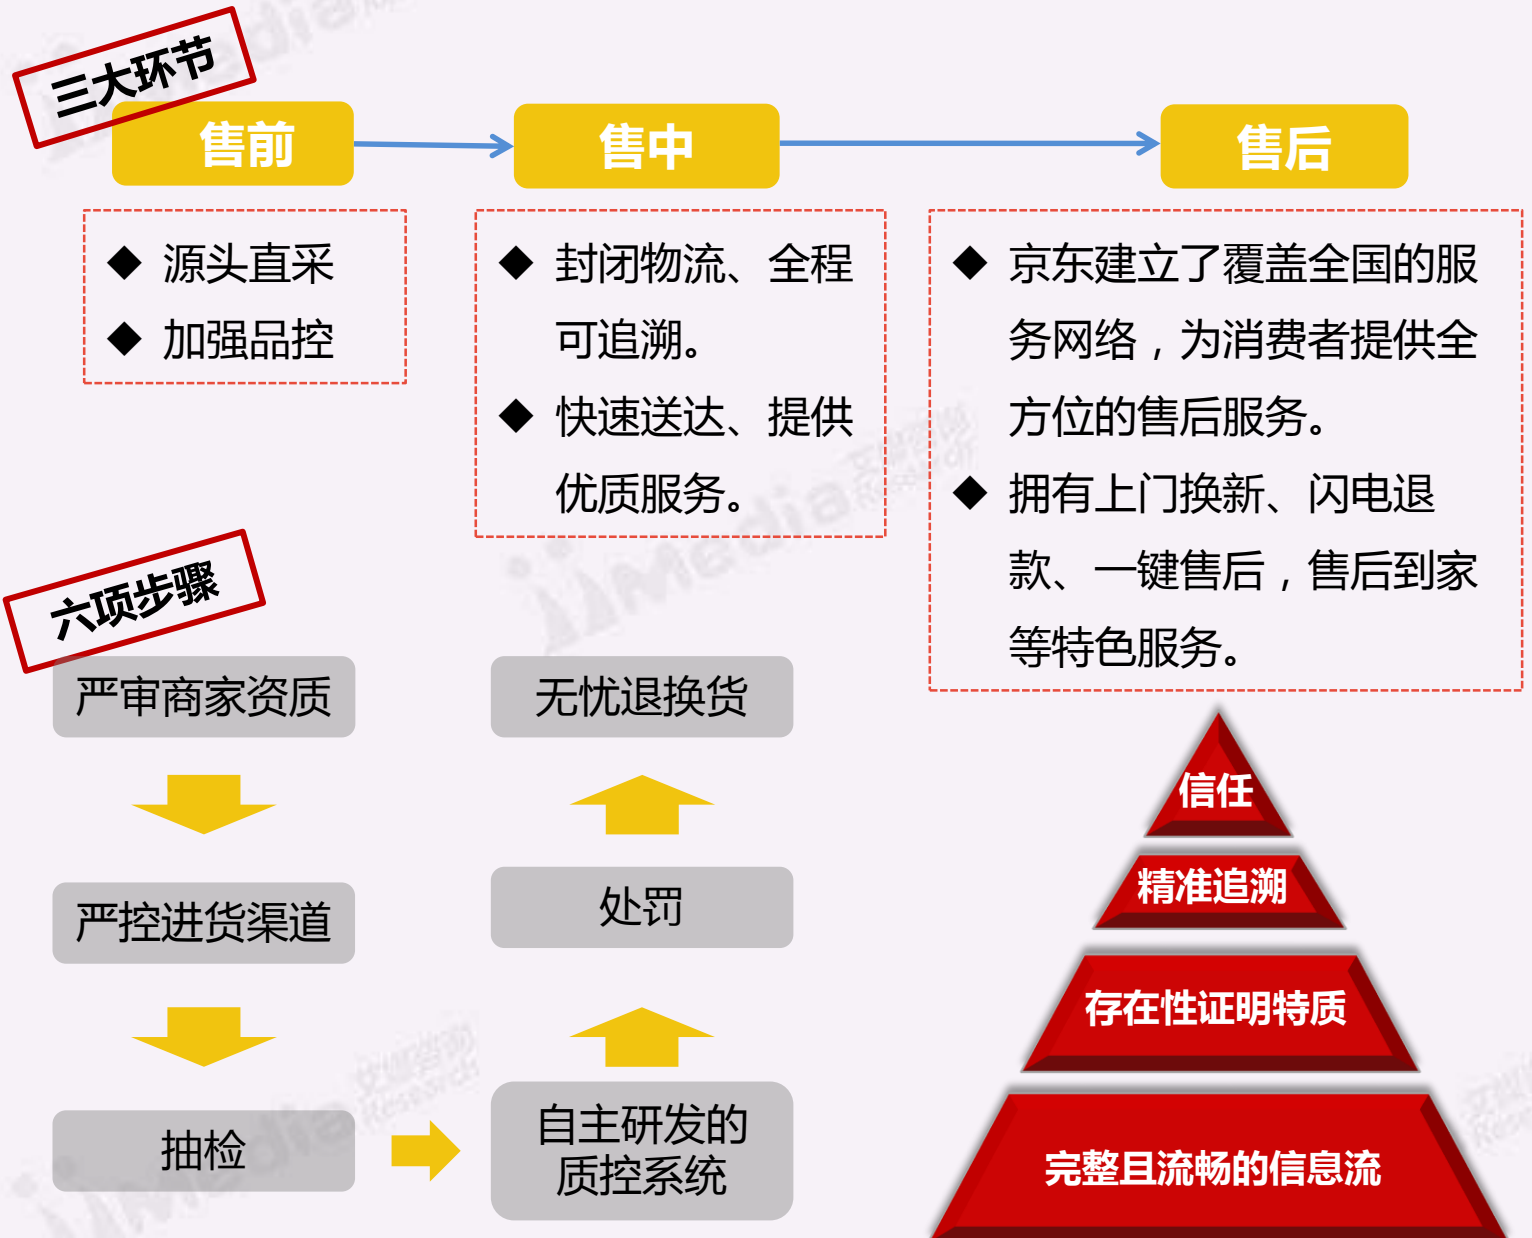 三大环节
售前
售中
售后
◆ 源头直采
◆ 加强品控
◆ 封闭物流、全程
可追溯。
◆ 快速送达、提供
优质服务。
◆ 京东建立了覆盖全国的服
务网络，为消费者提供全
方位的售后服务。
◆ 拥有上门换新、闪电退
款、一键售后，售后到家
等特色服务。
六项步骤
严审商家资质
严控进货渠道
抽检
自主研发的
质控系统
处罚
无忧退换货
信任
精准追溯
存在性证明特质
完整且流畅的信息流
iiMedia
Research
艾媒咨询